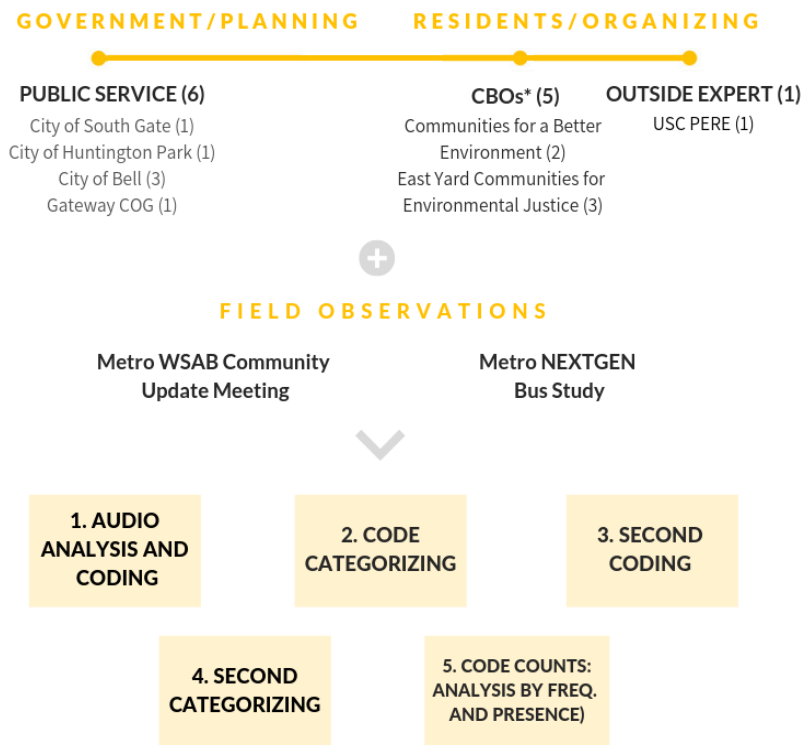 GOVERNMENT/PLANNING
RESIDENTS/ORGANIZING
PUBLIC SERVICE (6)
City of South Gate (1)
City of Huntington Park (1)
City of Bell (3)
Gateway COG (1)
CBOs* (5)
Communities for a Better
Environment (2)
East Yard Communities for
Environmental Justice (3)
OUTSIDE EXPERT (1)
USC PERE (1)
FIELD OBSERVATIONS
Metro WSAB Community
Update Meeting
Metro NEXTGEN
Bus Study
1. AUDIO
ANALYSIS AND
CODING
2. CODE
CATEGORIZING
3. SECOND
CODING
4. SECOND
CATEGORIZING
5. CODE COUNTS:
ANALYSIS BY FREQ.
AND PRESENCE)